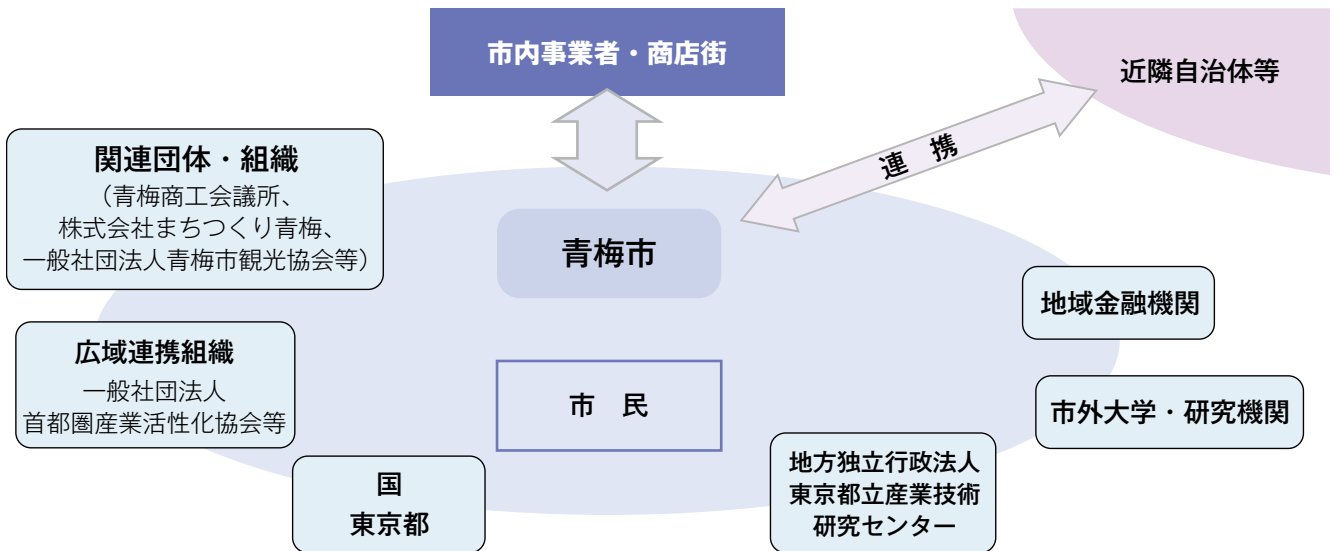 市内事業者・商店街
近隣自治体等
連 携
関連団体・組織
（青梅商工会議所、
株式会社まちつくり青梅、
一般社団法人青梅市観光協会等）
青梅市
地域金融機関
広域連携組織
一般社団法人
首都圏産業活性化協会等
市 民
市外大学・研究機関
国
東京都
地方独立行政法人
東京都立産業技術
研究センター